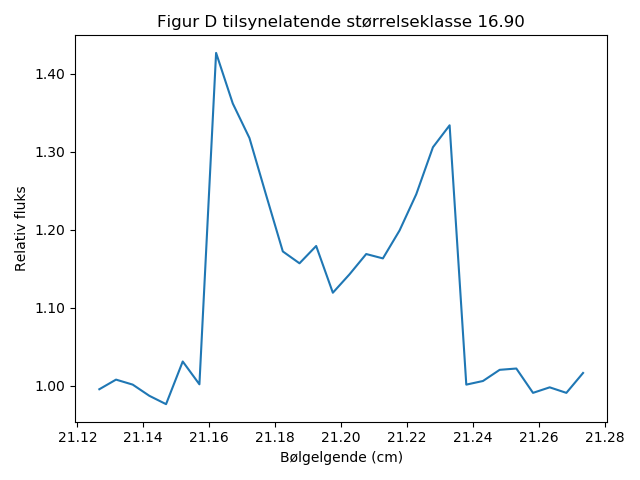 Figur D tilsynelatende størrelseklasse 16.90
1.40
1.30
1.20
1.10
1.00
Relativ fluks
21.12 21.14 21.16 21.18 21.20 21.22 21.24 21.26 21.28
Bølgelgende (cm)